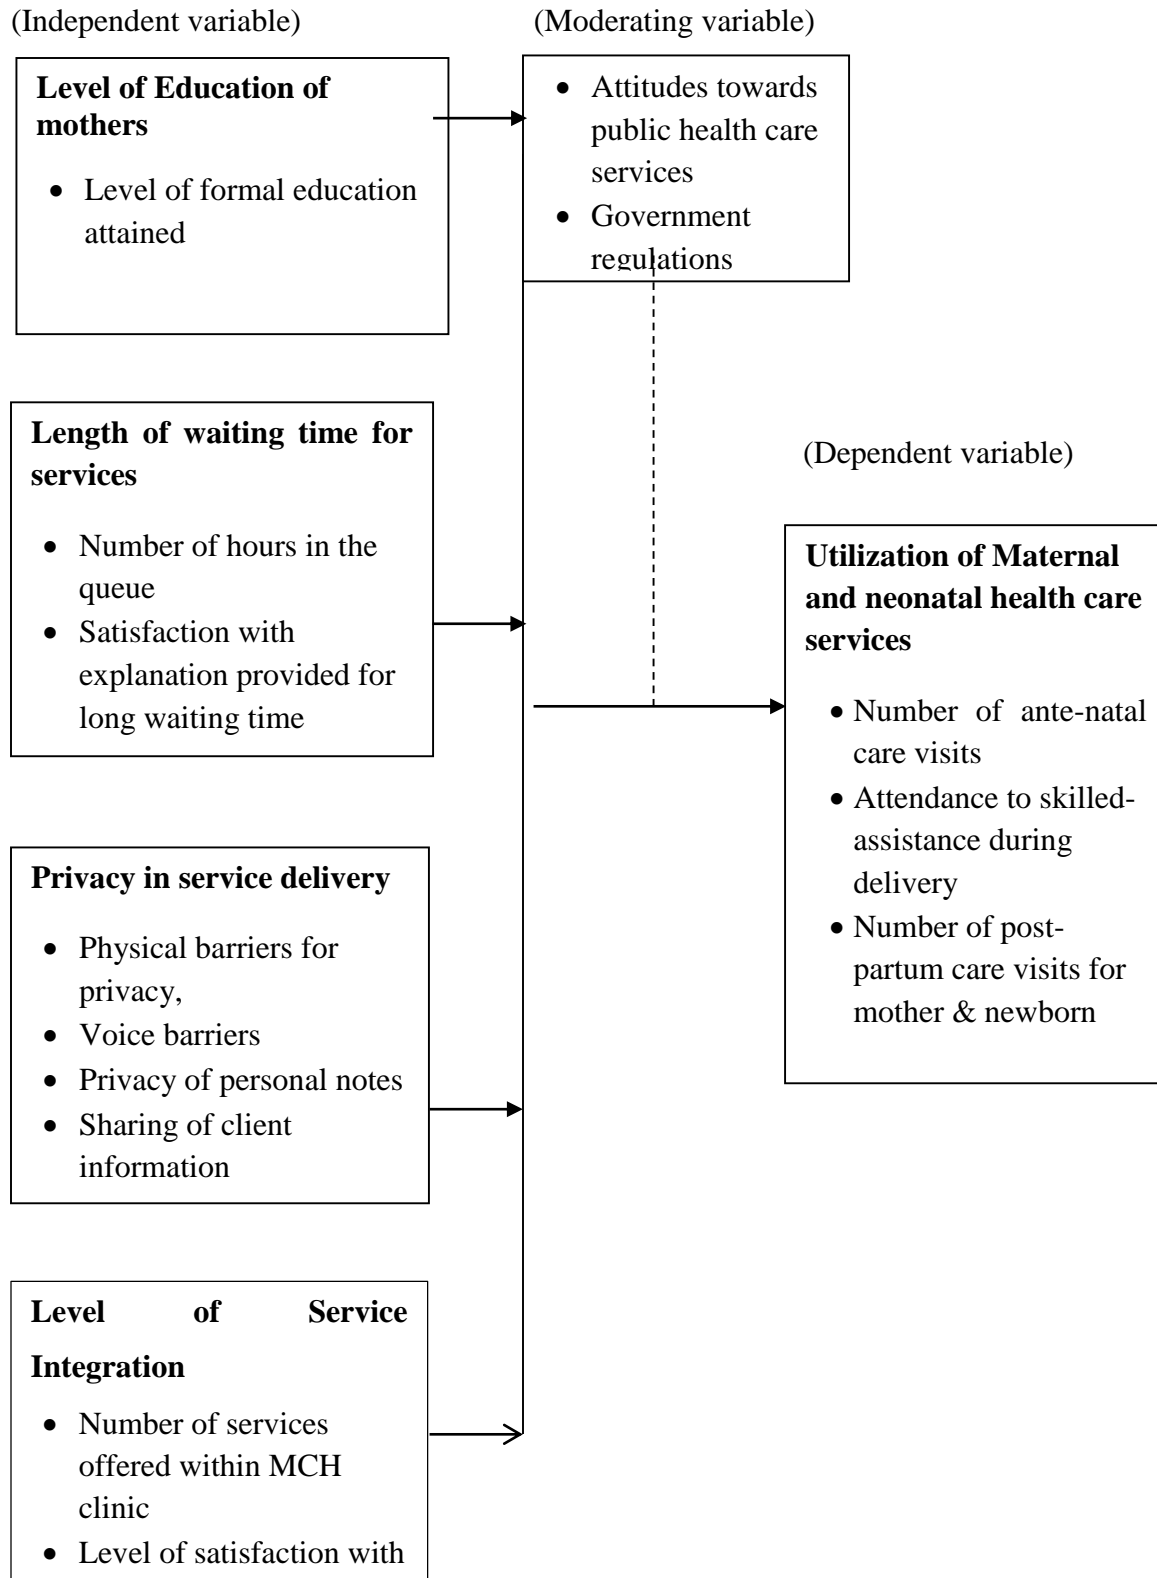 (Independent variable)
(Moderating variable)
Level of Education of
mothers
• Level of formal education
attained
• Attitudes towards
public health care
services
• Government
regulations
Length of waiting time for
services
• Number of hours in the
queue
• Satisfaction with
explanation provided for
long waiting time
(Dependent variable)
Utilization of Maternal
and neonatal health care
services
• Number of ante-natal
care visits
• Attendance to skilled-
assistance during
delivery
• Number of post-
partum care visits for
mother & newborn
Privacy in service delivery
• Physical barriers for
privacy,
• Voice barriers
• Privacy of personal notes
• Sharing of client
information
Level of Service
Integration
• Number of services
offered within MCH
clinic
• Level of satisfaction with